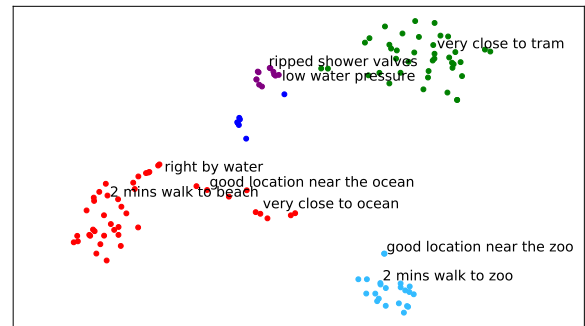 very close to tram
ripped shower valves
low water pressure
right by water
good location near the ocean
2 mins walk to beach
very close to ocean
good location near the zoo
2 mins walk to zoo